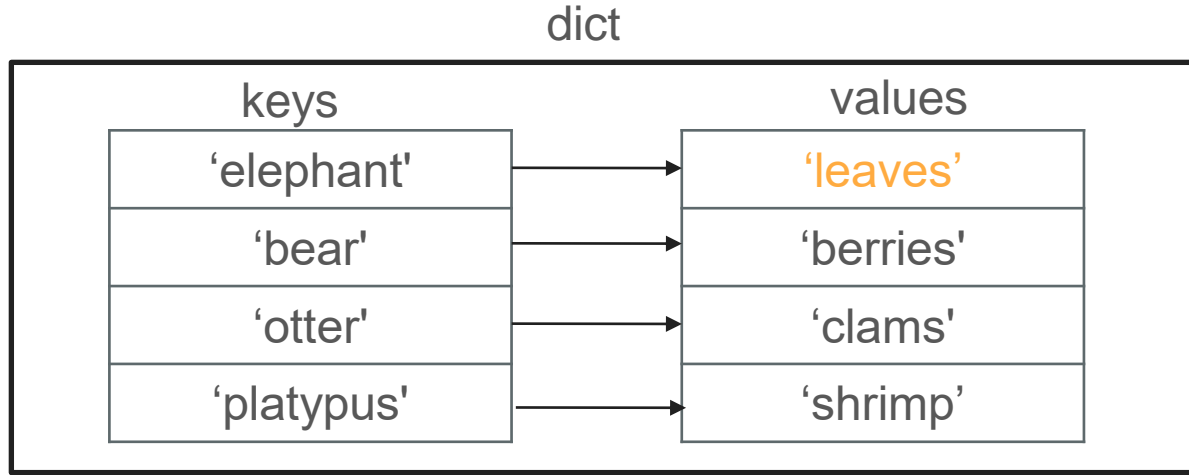 dict
keys values
‘elephant' ‘leaves’
‘bear' ‘berries'
‘otter' ‘clams'
‘platypus' ‘shrimp’